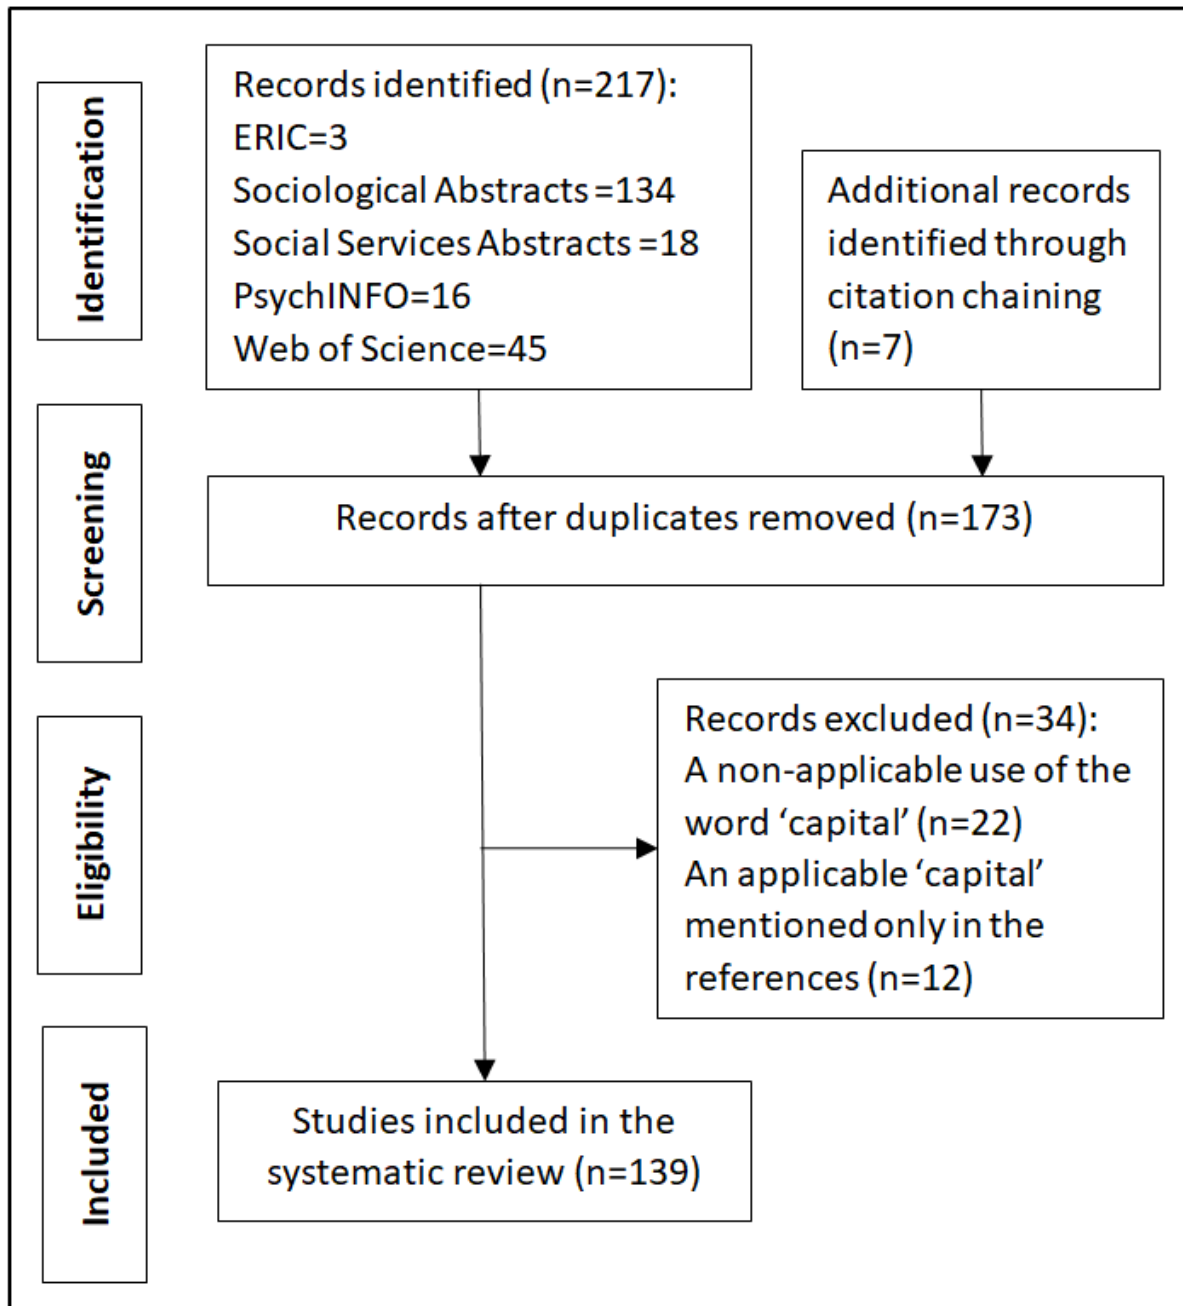 Identification
Records identified (n=217):
ERIC=3
Sociological Abstracts =134
Social Services Abstracts =18
PsychINFO=16
Web of Science=45
Additional records
identified through
citation chaining
(n=7)
Screening
Records after duplicates removed (n=173)
Eligibility
Records excluded (n=34):
A non-applicable use of the
word ‘capital’ (n=22)
An applicable ‘capital’
mentioned only in the
references (n=12)
Included
Studies included in the
systematic review (n=139)